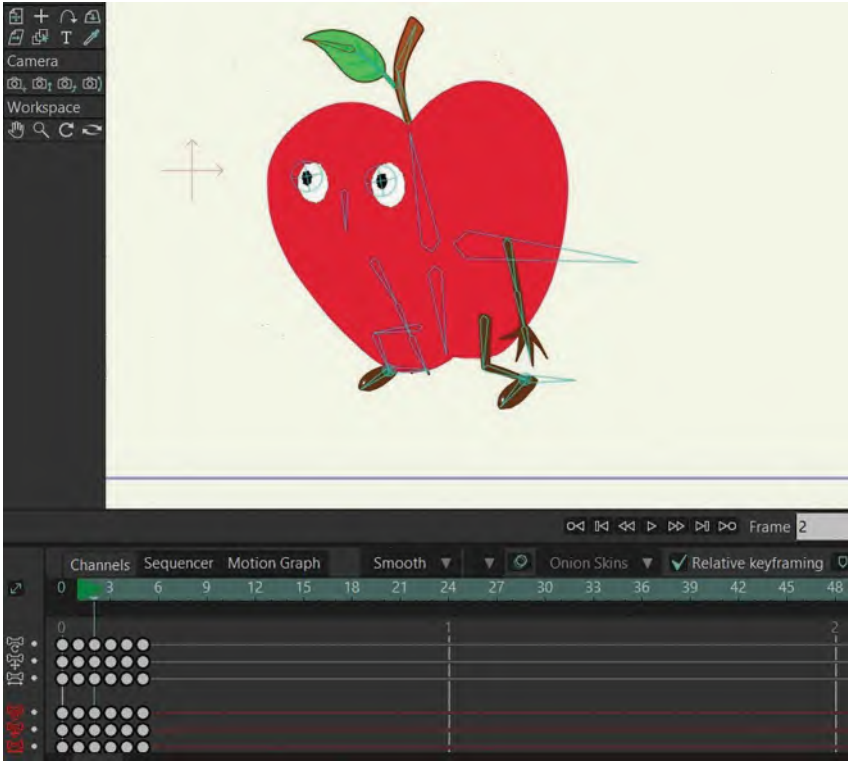 T
Camera
Workspace
Frame 2
Channels Sequencer Motion Graph Smooth Onion Skins Relative keyframing
0 3 6 9 12 15 18 21 24 27 30 33 36 39 42 45 48
0 1 2